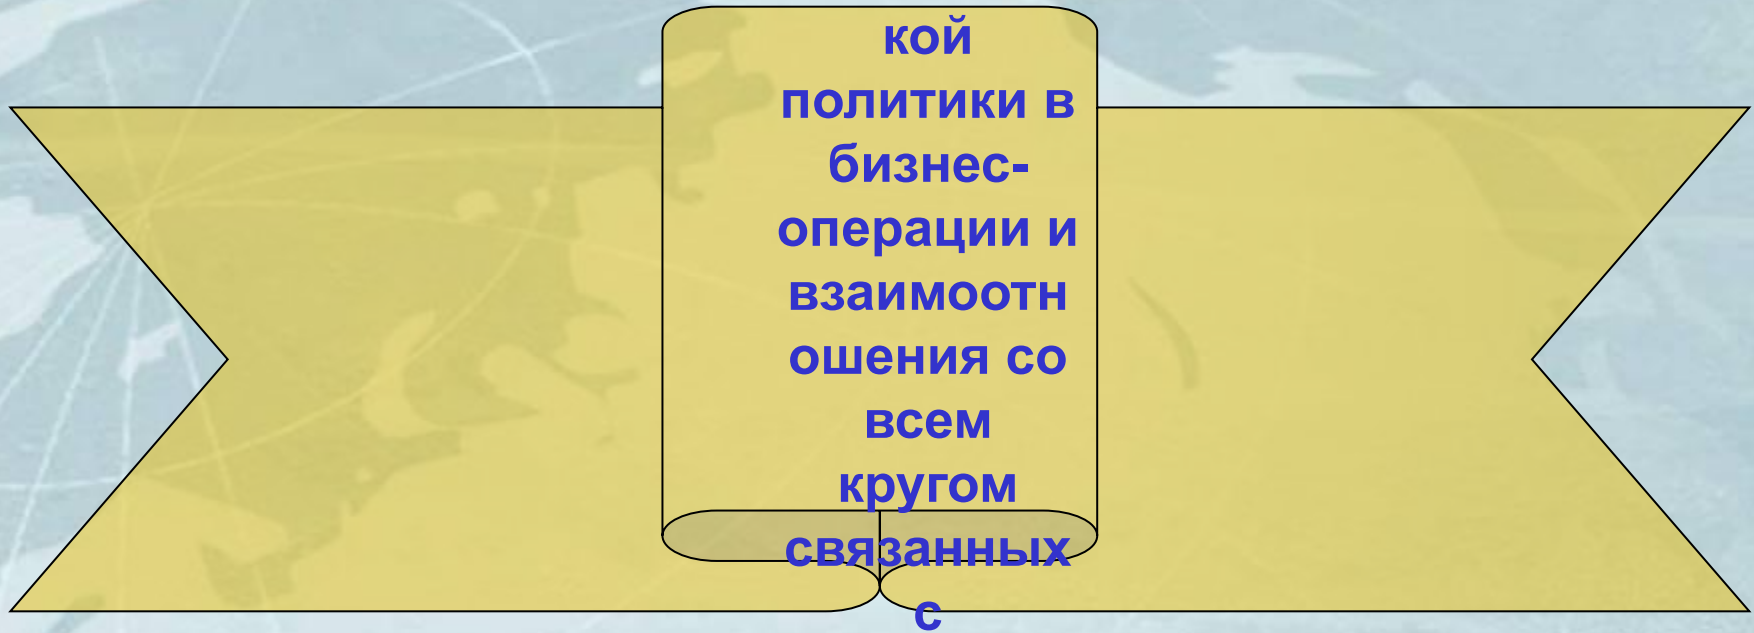 кой
политики в
бизнес-
операции и
взаимоотн
ошения со
всем
кругом
связанных
с